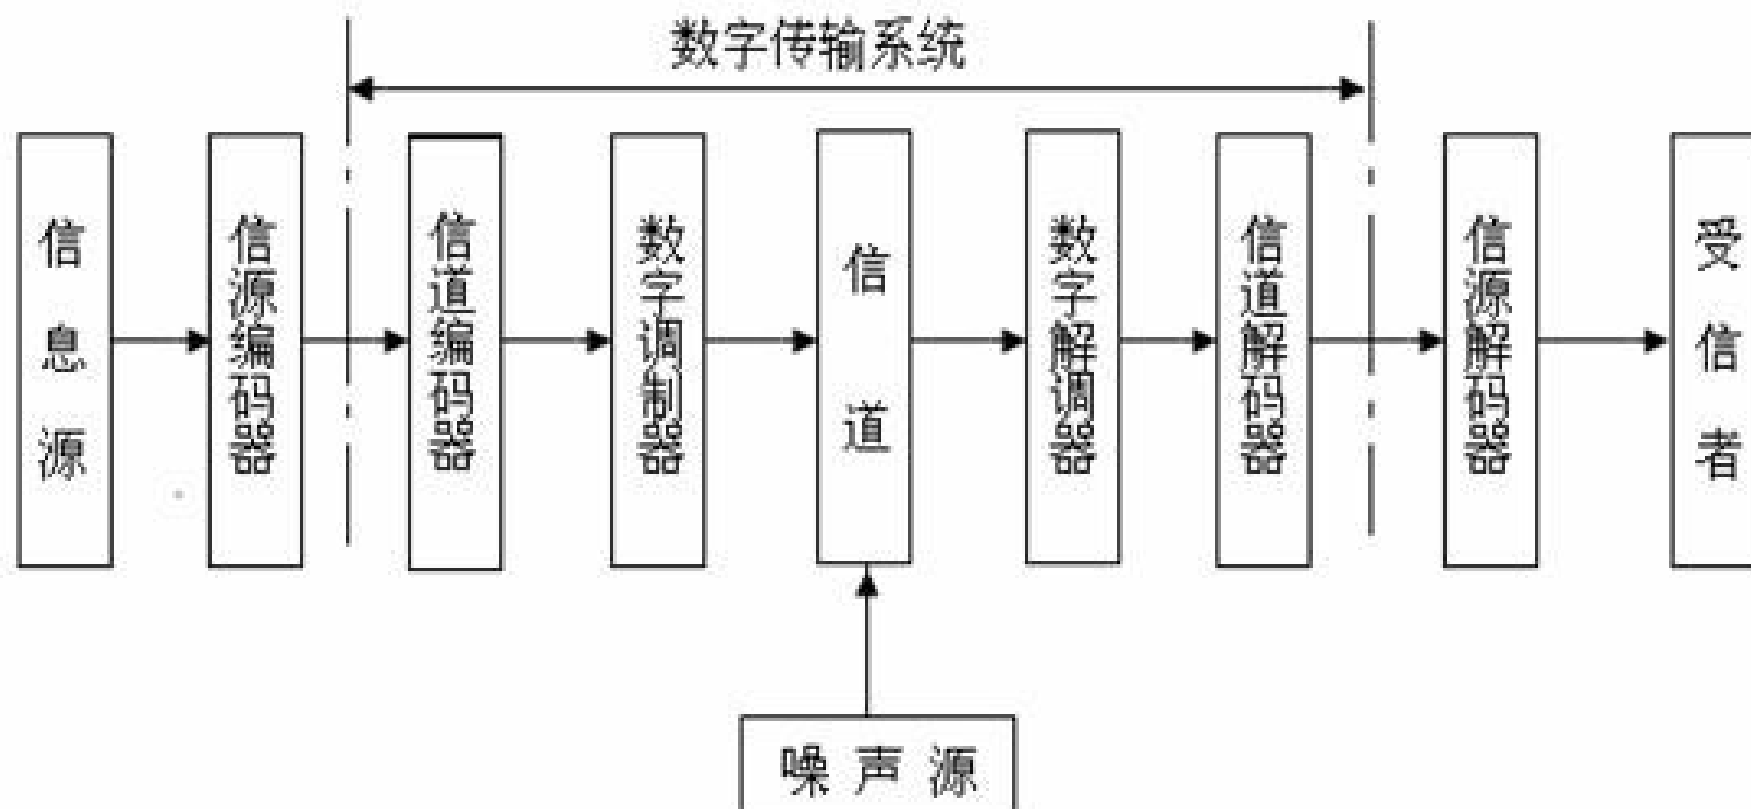 数字传输系统
信息源
信源编码器
信道编码器
数字调制器
信道
数字解调器
信道解码器
信源解码器
受信者
噪声源